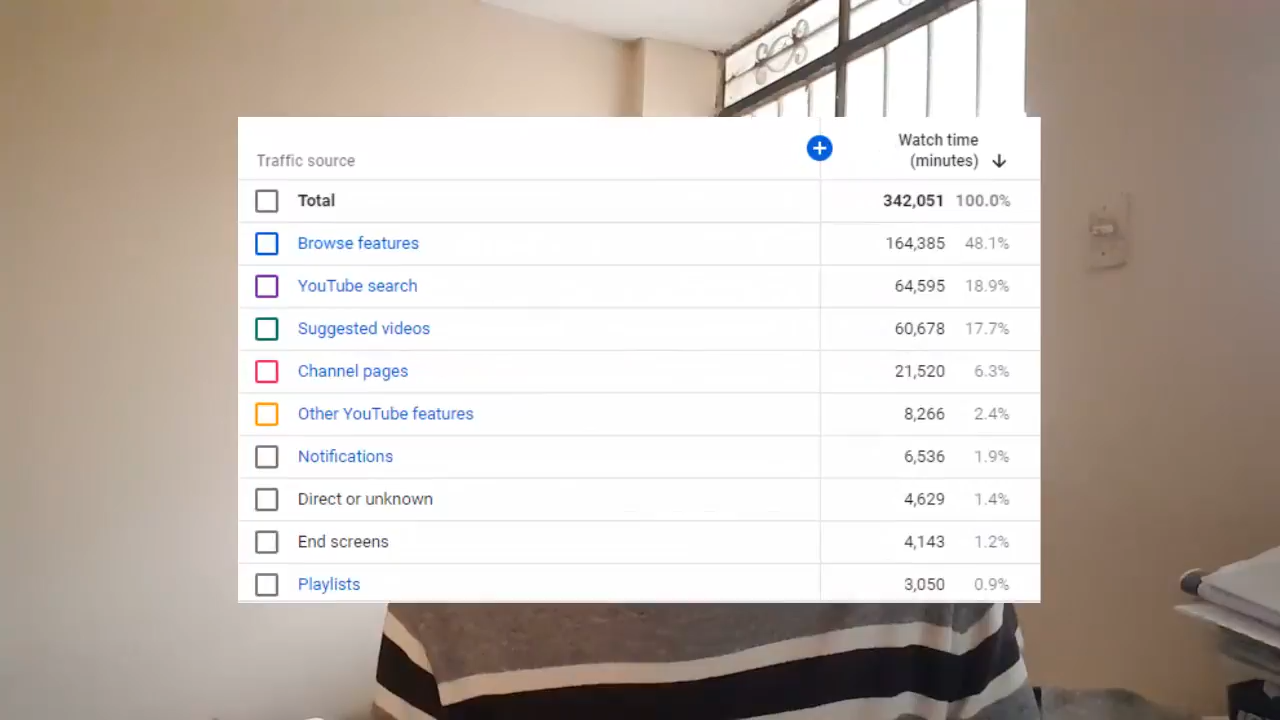 Watch time
Traffic source (minutes)
Total 342,051 100.0%
Browse features 164,385 48.1%
YouTube search 64,595 18.9%
Suggested videos 60,678 17.7%
Channel pages 21,520 6.3%
Other YouTube features 8,266 2.4%
Notifications 6,536 1.9%
Direct or unknown 4,629 1.4%
End screens 4,143 1.2%
Playlists 3,050 0.9%